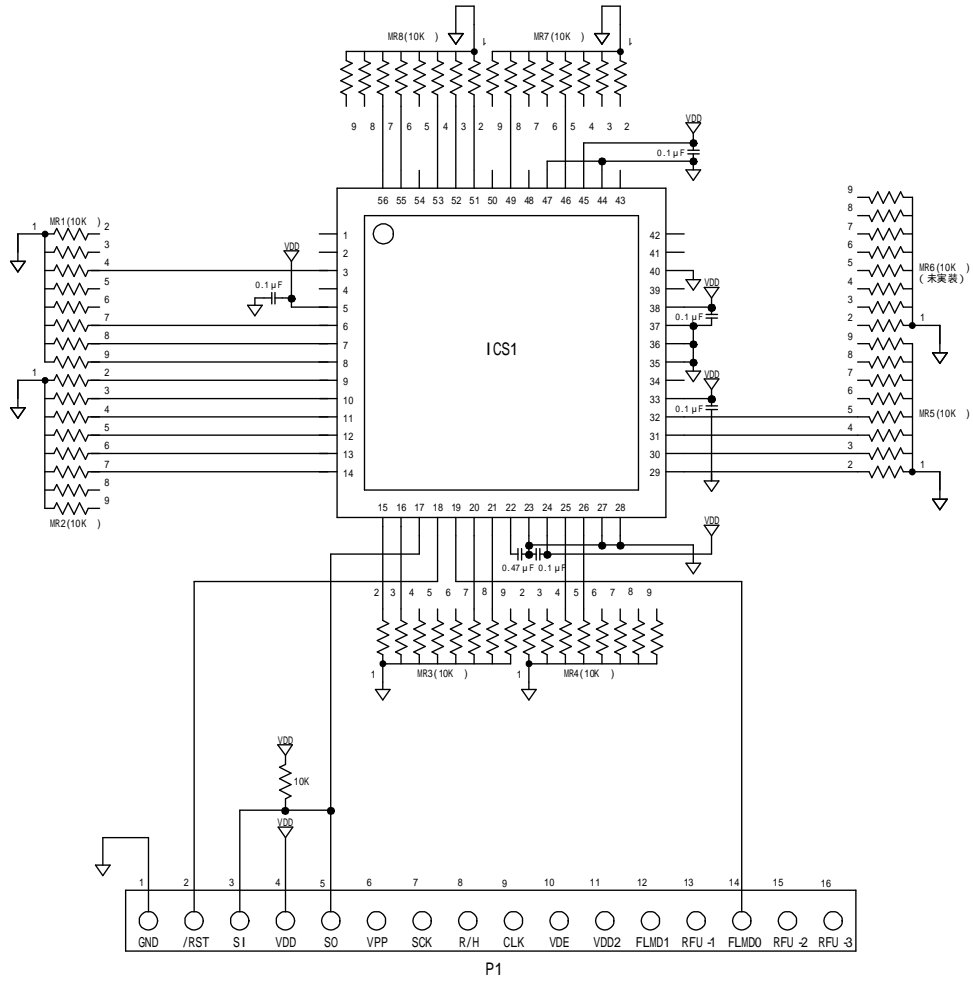 MR8(10K ) 1 MR7(10K ) 1
9 8 7 6 5 4 3 2 9 8 7 6 5 4 3 2
VDD
0.1μF
56 55 54 53 52 51 50 49 48 47 46 45 44 43
MR1(10K )
1
2
3
4
5
6
7
8
9
1
2
3
4
5
6
7
8
9
MR2(10K )
VDD
0.1μF
1
2
3
4
5
6
7
8
9
10
11
12
13
14
ICS1
42
41
40
39
38
37
36
35
34
33
32
31
30
29
VDD
0.1μF
VDD
0.1μF
9
8
7
6
5
4
3
2
1
MR6(10K )
(未実装)
9
8
7
6
5
4
3
2
1
MR5(10K )
15 16 17 18 19 20 21 22 23 24 25 26 27 28
VDD
0.47μF 0.1μF
2 3 4 5 6 7 8 9 2 3 4 5 6 7 8 9
1 MR3(10K ) 1 MR4(10K )
VDD
10K
VDD
1 2 3 4 5 6 7 8 9 10 11 12 13 14 15 16
GND /RST SI VDD SO VPP SCK R/H CLK VDE VDD2 FLMD1 RFU-1 FLMD0 RFU-2 RFU-3
P1